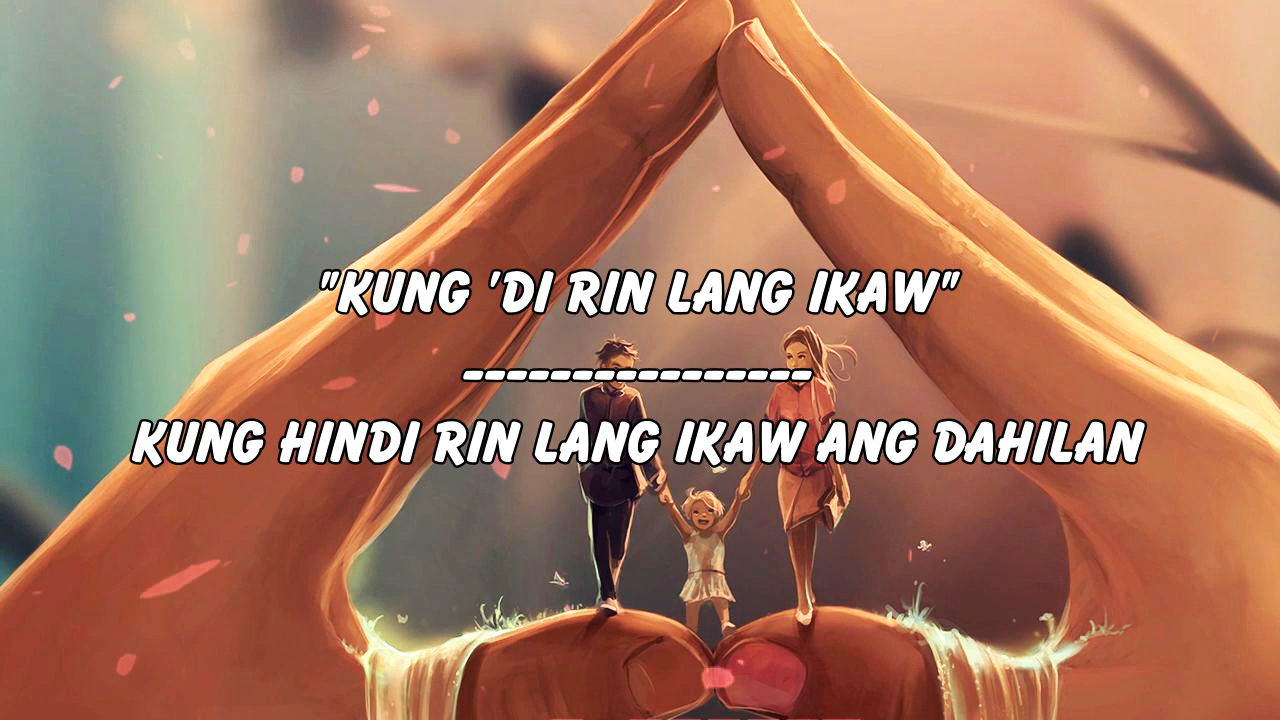 "KUNG 'DI RIN LANG IKAW"
----------------
KUNG HINDI RIN LANG IKAW ANG DAHILAN